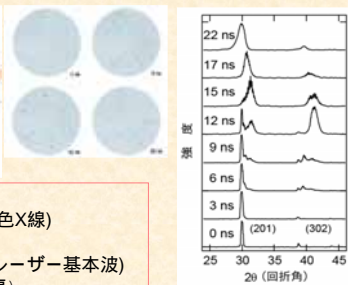 22 ns
17 ns
15 ns
12 ns
9 ns
6 ns
3 ns
0 ns
(201)
(302)
強度
25 30 35 40 45
2θ (回折角)
色X線)
レーザー基本波)